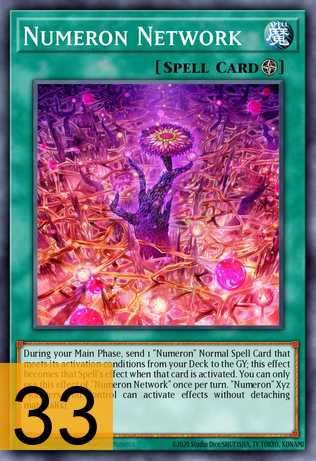 Numeron Network
[Spell Card]
During your Main Phase, send 1 "Numeron" Normal Spell Card that
meets its activation conditions from your Deck to the GY; this effect
becomes that Spell's effect when that card is activated. You can only
use this effect of "Numeron Network" once per turn. "Numeron" Xyz
control can activate effects without detaching
33
©2020 Studio Dice/SHUEISHA, TV TOKYO, KONAMI